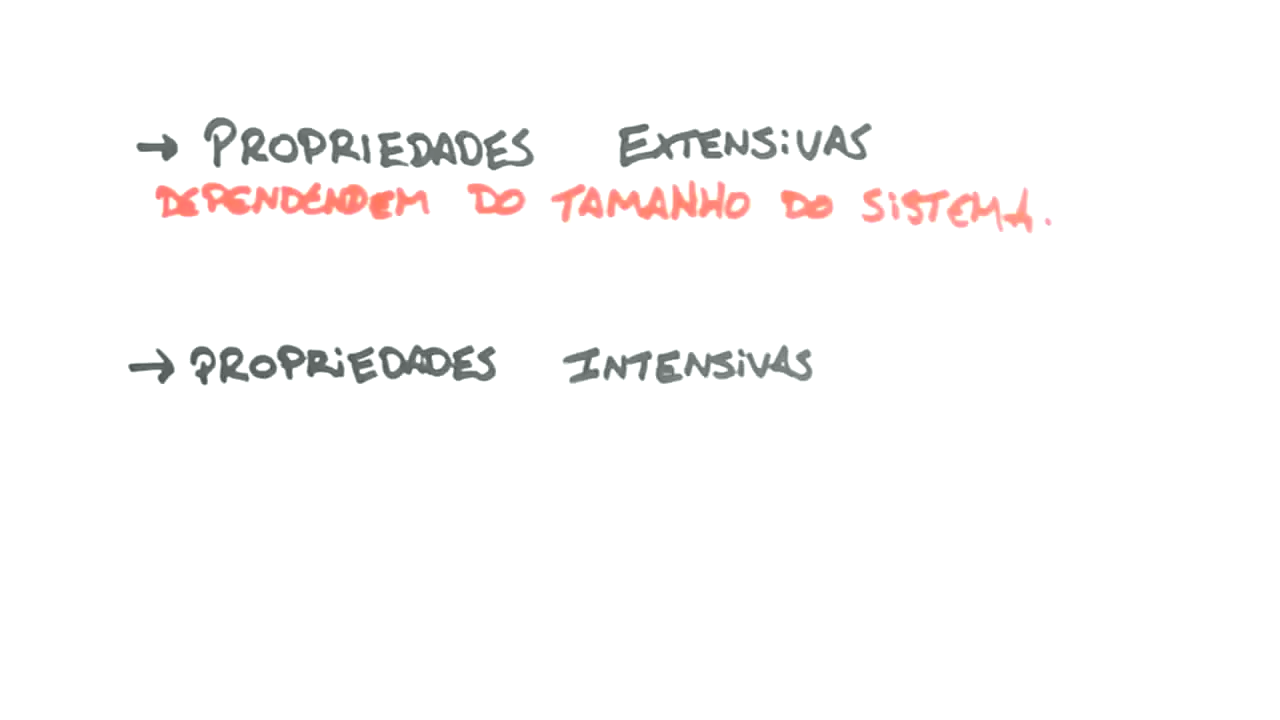 → PROPRIEDADES EXTENSIVAS
DEPENDENDEM DO TAMANHO DO SISTEMA.
→ PROPRIEDADES INTENSIVAS